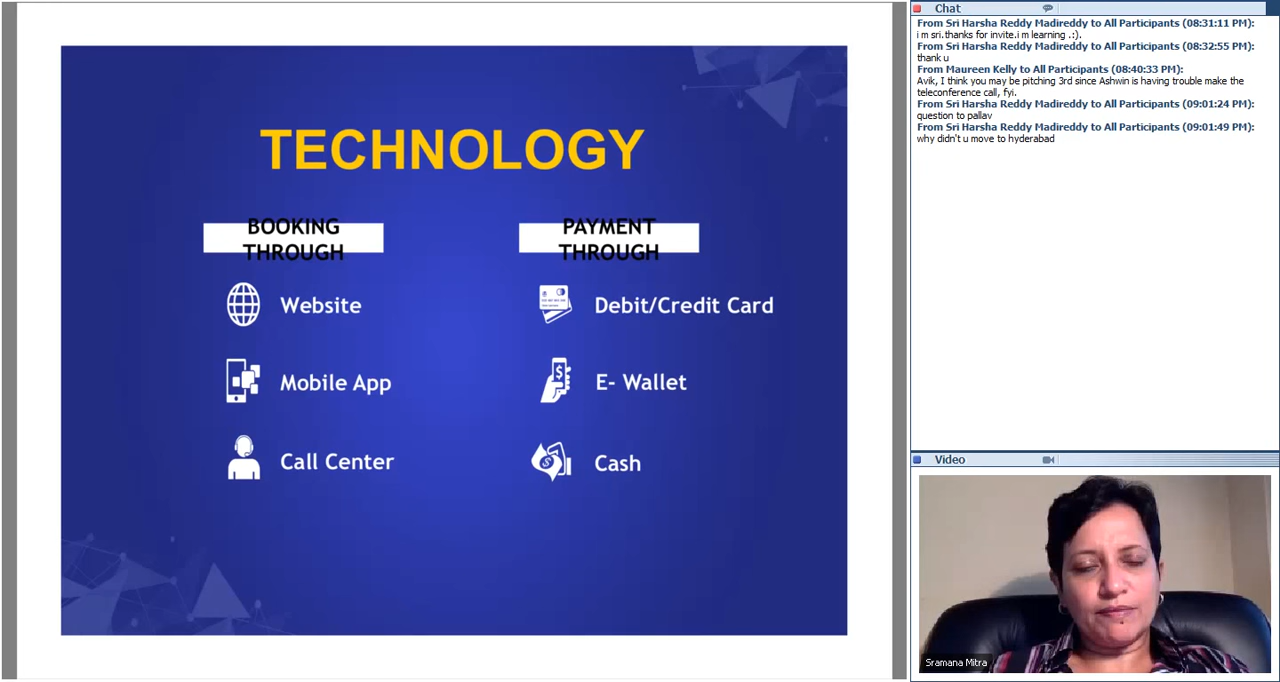 TECHNOLOGY
BOOKING
THROUGH
Website
Mobile App
Call Center
PAYMENT
THROUGH
Debit/Credit Card
E- Wallet
Cash
Chat
From Sri Harsha Reddy Madireddy to All Participants (08:31:11 PM):
i m sri.thanks for invite.i m learning .:).
From Sri Harsha Reddy Madireddy to All Participants (08:32:55 PM):
thank u
From Maureen Kelly to All Participants (08:40:33 PM):
Avik, I think you may be pitching 3rd since Ashwin is having trouble make the
teleconference call, fyi.
From Sri Harsha Reddy Madireddy to All Participants (09:01:24 PM):
question to pallav
From Sri Harsha Reddy Madireddy to All Participants (09:01:49 PM):
why didn't u move to hyderabad
Video
Sramana Mitra